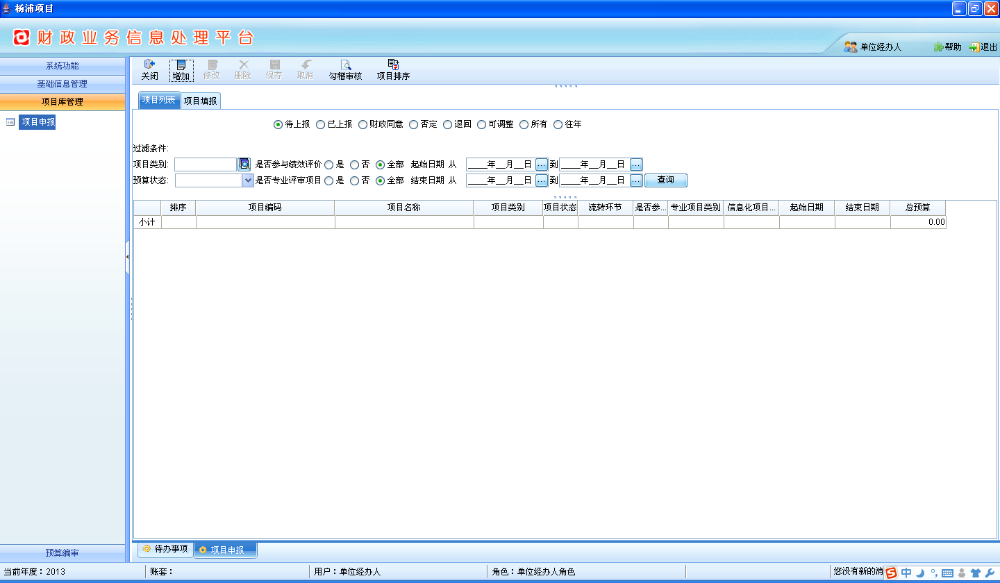 杨浦项目
财政业务信息处理平台
单位经办人 帮助 退出
系统功能
基础信息管理
项目库管理
项目申报
预算编审
关闭 增加 修改 删除 保存 取消 勾稽审核 项目排序
项目列表 项目填报
待上报 已上报 财政同意 否定 退回 可调整 所有 往年
过滤条件:
项目类别: 是否参与绩效评价 是 否 全部 起始日期 从 ____年__月__日 ... 到 ____年__月__日 ...
预算状态: 是否专业评审项目 是 否 全部 结束日期 从 ____年__月__日 ... 到 ____年__月__日 ... 查询
排序 项目编码 项目名称 项目类别 项目状态 流转环节 是否参... 专业项目类别 信息化项目... 起始日期 结束日期 总预算
小计 0.00
待办事项 项目申报
当前年度：2013 账套： 用户：单位经办人 角色：单位经办人角色 您没有新的消
中